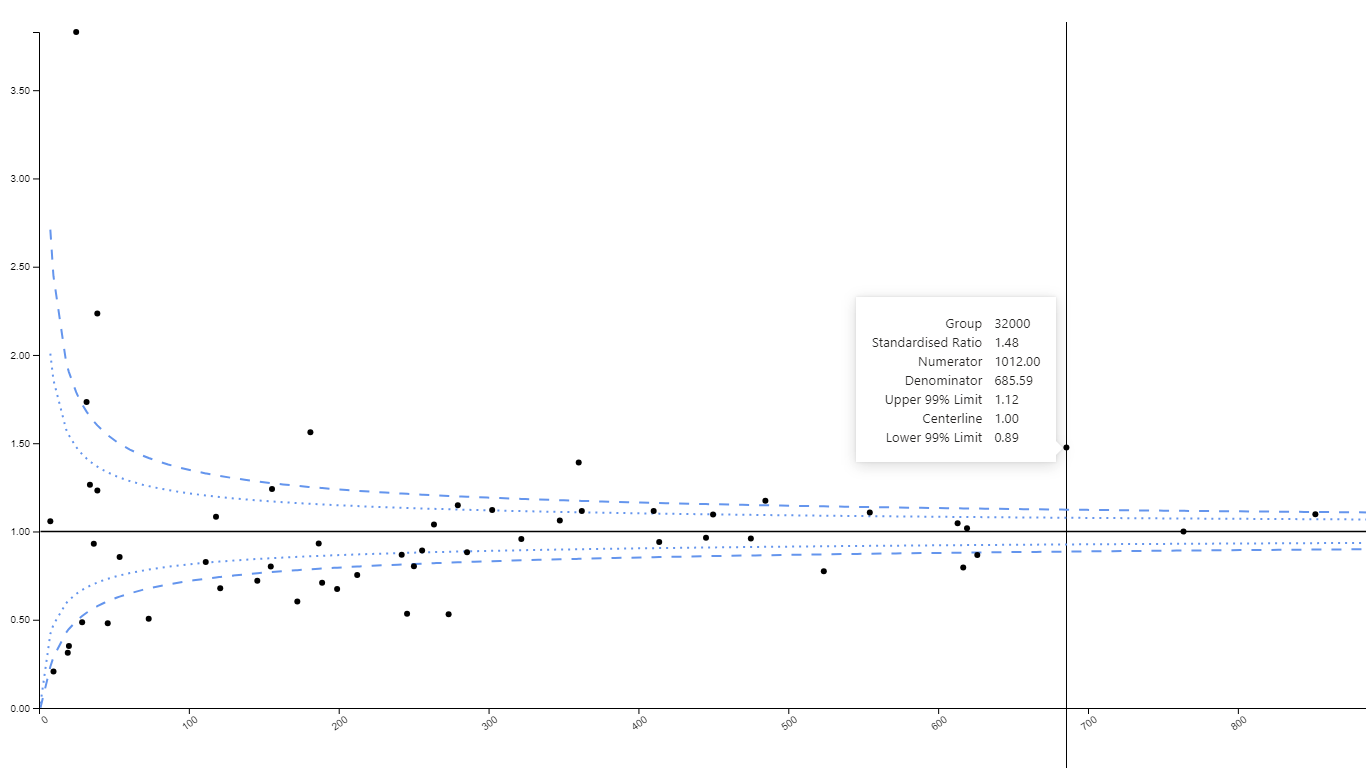 3.50
3.00
2.50
2.00
1.50
1.00
0.50
0.00
Group 32000
Standardised Ratio 1.48
Numerator 1012.00
Denominator 685.59
Upper 99% Limit 1.12
Centerline 1.00
Lower 99% Limit 0.89
0 100 200 300 400 500 600 700 800